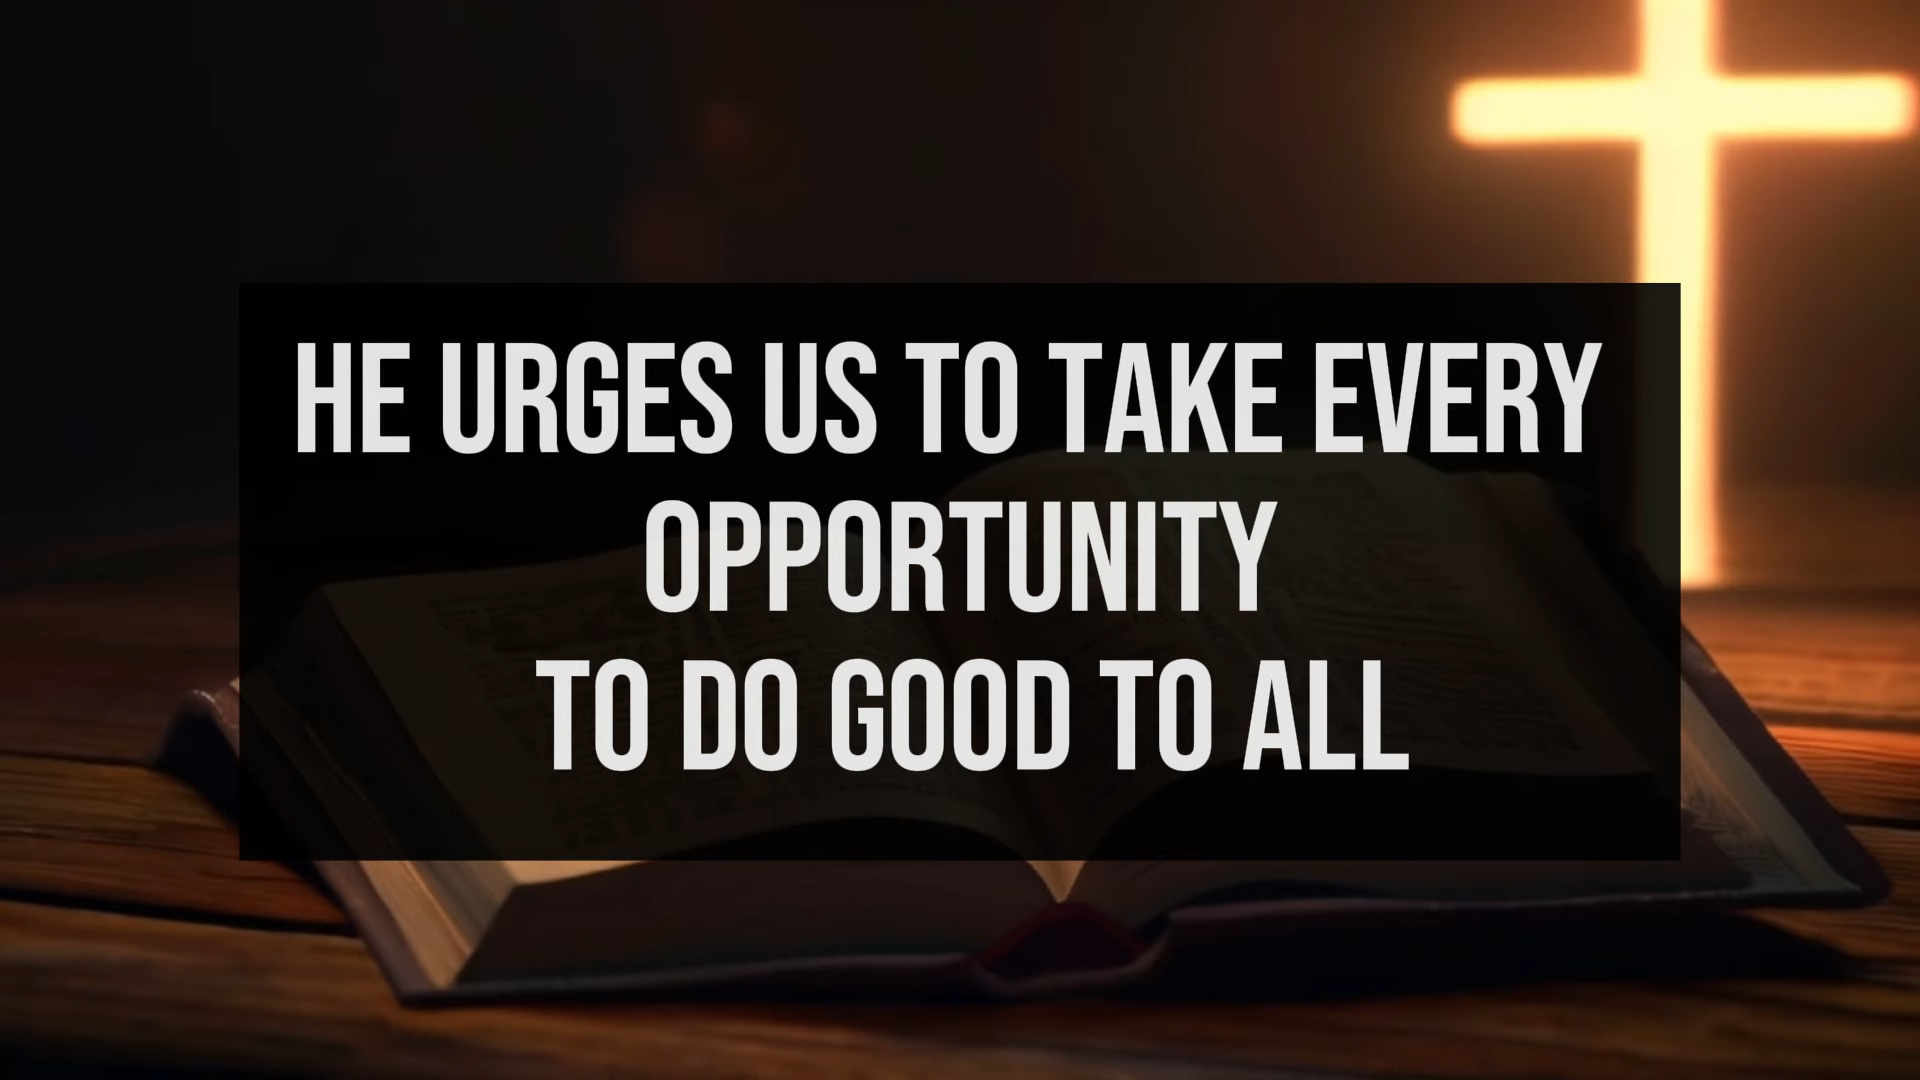 HE URGES US TO TAKE EVERY
OPPORTUNITY
TO DO GOOD TO ALL